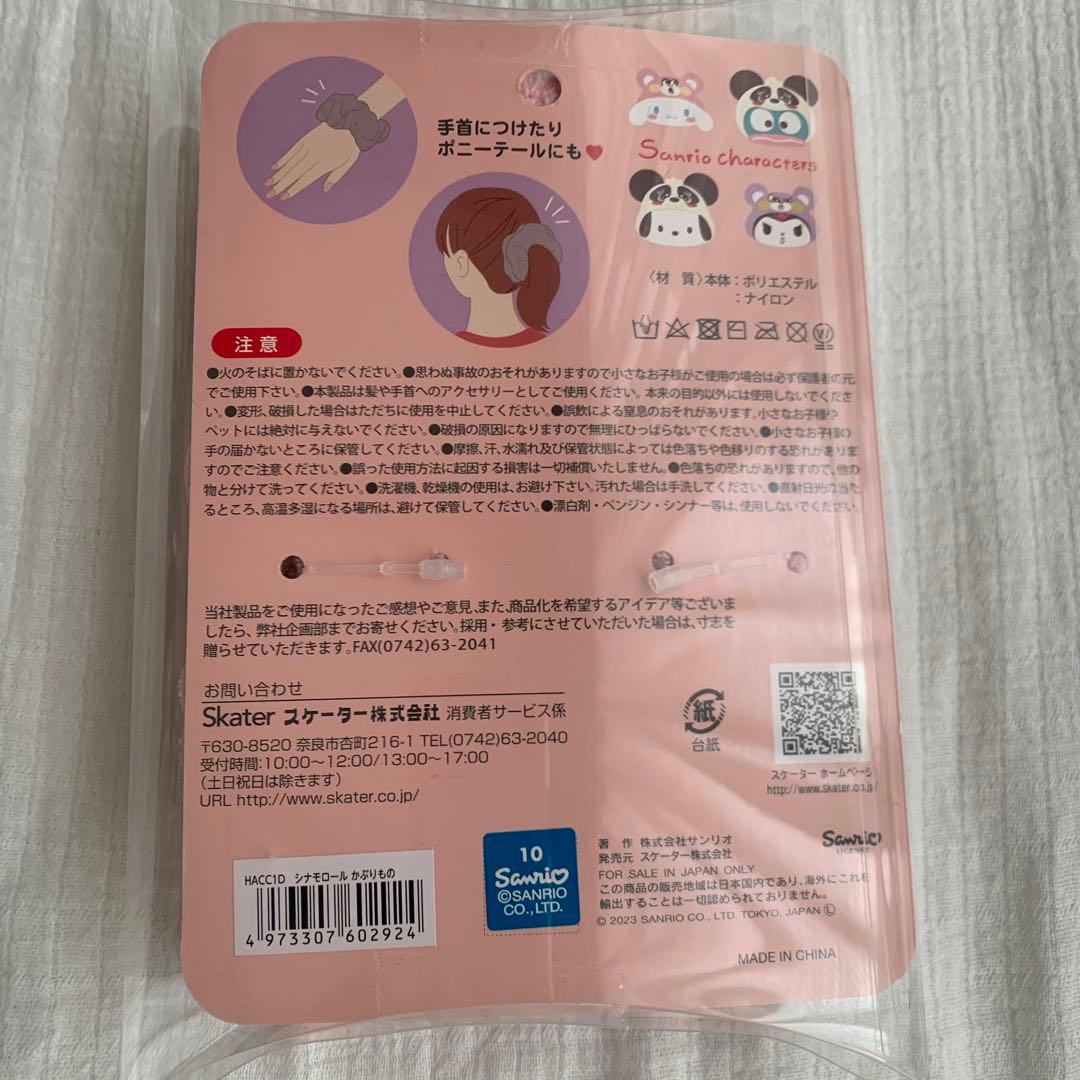 手首につけたり
ポニーテールにも♥
Sanrio characters
〈材 質〉本体：ポリエステル
：ナイロン
注意
●火のそばに置かないでください。●思わぬ事故のおそれがありますので小さなお子様がご使用の場合は必ず保護者の元
でご使用下さい。●本製品は髪や手首へのアクセサリーとしてご使用ください。本来の目的以外には使用しないでくださ
い。●変形、破損した場合はただちに使用を中止してください。●誤飲による窒息のおそれがあります。小さなお子様や
ペットには絶対に与えないでください。●破損の原因になりますので無理にひっぱらないでください。●小さなお子様の
手の届かないところに保管してください。●摩擦、汗、水濡れ及び保管状態によっては色落ちや色移りのする恐れがあり
ますのでご注意ください。●誤った使用方法に起因する損害は一切補償いたしません。●色落ちの恐れがありますので、他の
物と分けて洗ってください。●洗濯機、乾燥機の使用は、お避け下さい。汚れた場合は手洗してください。●直射日光の当た
るところ、高温多湿になる場所は、避けて保管してください。●漂白剤・ベンジン・シンナー等は、使用しないでください。
当社製品をご使用になったご感想やご意見、また、商品化を希望するアイデア等ございま
したら、弊社企画部までお寄せください。採用・参考にさせていただいた場合は、寸志を
贈らせていただきます。FAX(0742)63-2041
お問い合わせ
Skater スケーター株式会社 消費者サービス係
〒630-8520 奈良市杏町216-1 TEL(0742)63-2040
受付時間：10:00〜12:00/13:00〜17:00
（土日祝日は除きます）
URL http://www.skater.co.jp/
紙
台紙
スケーター ホームページ
http://www.skater.co.jp/
HACC1D シナモロール かぶりもの
4 973307 602924
10
Sanrio
©SANRIO
CO., LTD.
著 作 株式会社サンリオ
発売元 スケーター株式会社
Sanrio
LICENSE
FOR SALE IN JAPAN ONLY
この商品の販売地域は日本国内であり、海外にこれを
輸出することは一切認められておりません。
© 2023 SANRIO CO., LTD. TOKYO, JAPAN Ⓛ
MADE IN CHINA